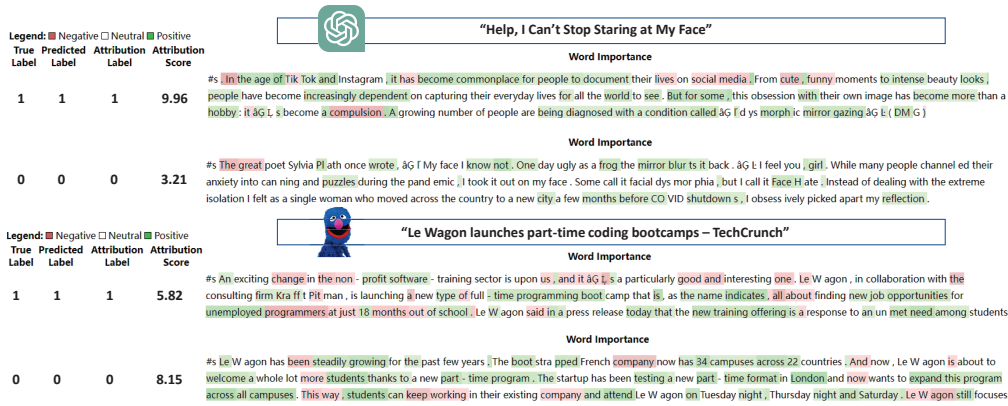 “Help, I Can’t Stop Staring at My Face”
Legend: Negative Neutral Positive
True Label Predicted Label Attribution Label Attribution Score
Word Importance
1 1 1 9.96
#s . In the age of Tik Tok and Instagram , it has become commonplace for people to document their lives on social media . From cute , funny moments to intense beauty looks ,
people have become increasingly dependent on capturing their everyday lives for all the world to see . But for some , this obsession with their own image has become more than a
hobby : it âĢ Ļ s become a compulsion . A growing number of people are being diagnosed with a condition called âĢ ľ d ys morph ic mirror gazing âĢ Ŀ ( DM G )
Word Importance
0 0 0 3.21
#s The great poet Sylvia Pl ath once wrote , âĢ ľ My face I know not . One day ugly as a frog the mirror blur ts it back . âĢ Ŀ I feel you , girl . While many people channel ed their
anxiety into can ning and puzzles during the pand emic , I took it out on my face . Some call it facial dys mor phia , but I call it Face H ate . Instead of dealing with the extreme
isolation I felt as a single woman who moved across the country to a new city a few months before CO VID shutdown s , I obsess ively picked apart my reflection .
“Le Wagon launches part-time coding bootcamps – TechCrunch”
Legend: Negative Neutral Positive
True Label Predicted Label Attribution Label Attribution Score
Word Importance
1 1 1 5.82
#s An exciting change in the non - profit software - training sector is upon us , and it âĢ Ļ s a particularly good and interesting one . Le W agon , in collaboration with the
consulting firm Kra ff t Pit man , is launching a new type of full - time programming boot camp that is , as the name indicates , all about finding new job opportunities for
unemployed programmers at just 18 months out of school . Le W agon said in a press release today that the new training offering is a response to an un met need among students
Word Importance
0 0 0 8.15
#s Le W agon has been steadily growing for the past few years . The boot stra pped French company now has 34 campuses across 22 countries . And now , Le W agon is about to
welcome a whole lot more students thanks to a new part - time program . The startup has been testing a new part - time format in London and now wants to expand this program
across all campuses . This way , students can keep working in their existing company and attend Le W agon on Tuesday night , Thursday night and Saturday . Le W agon still focuses